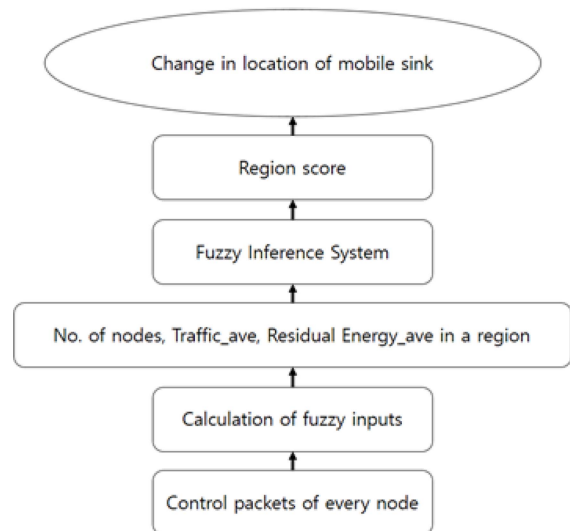 Change in location of mobile sink
Region score
Fuzzy Inference System
No. of nodes, Traffic_ave, Residual Energy_ave in a region
Calculation of fuzzy inputs
Control packets of every node